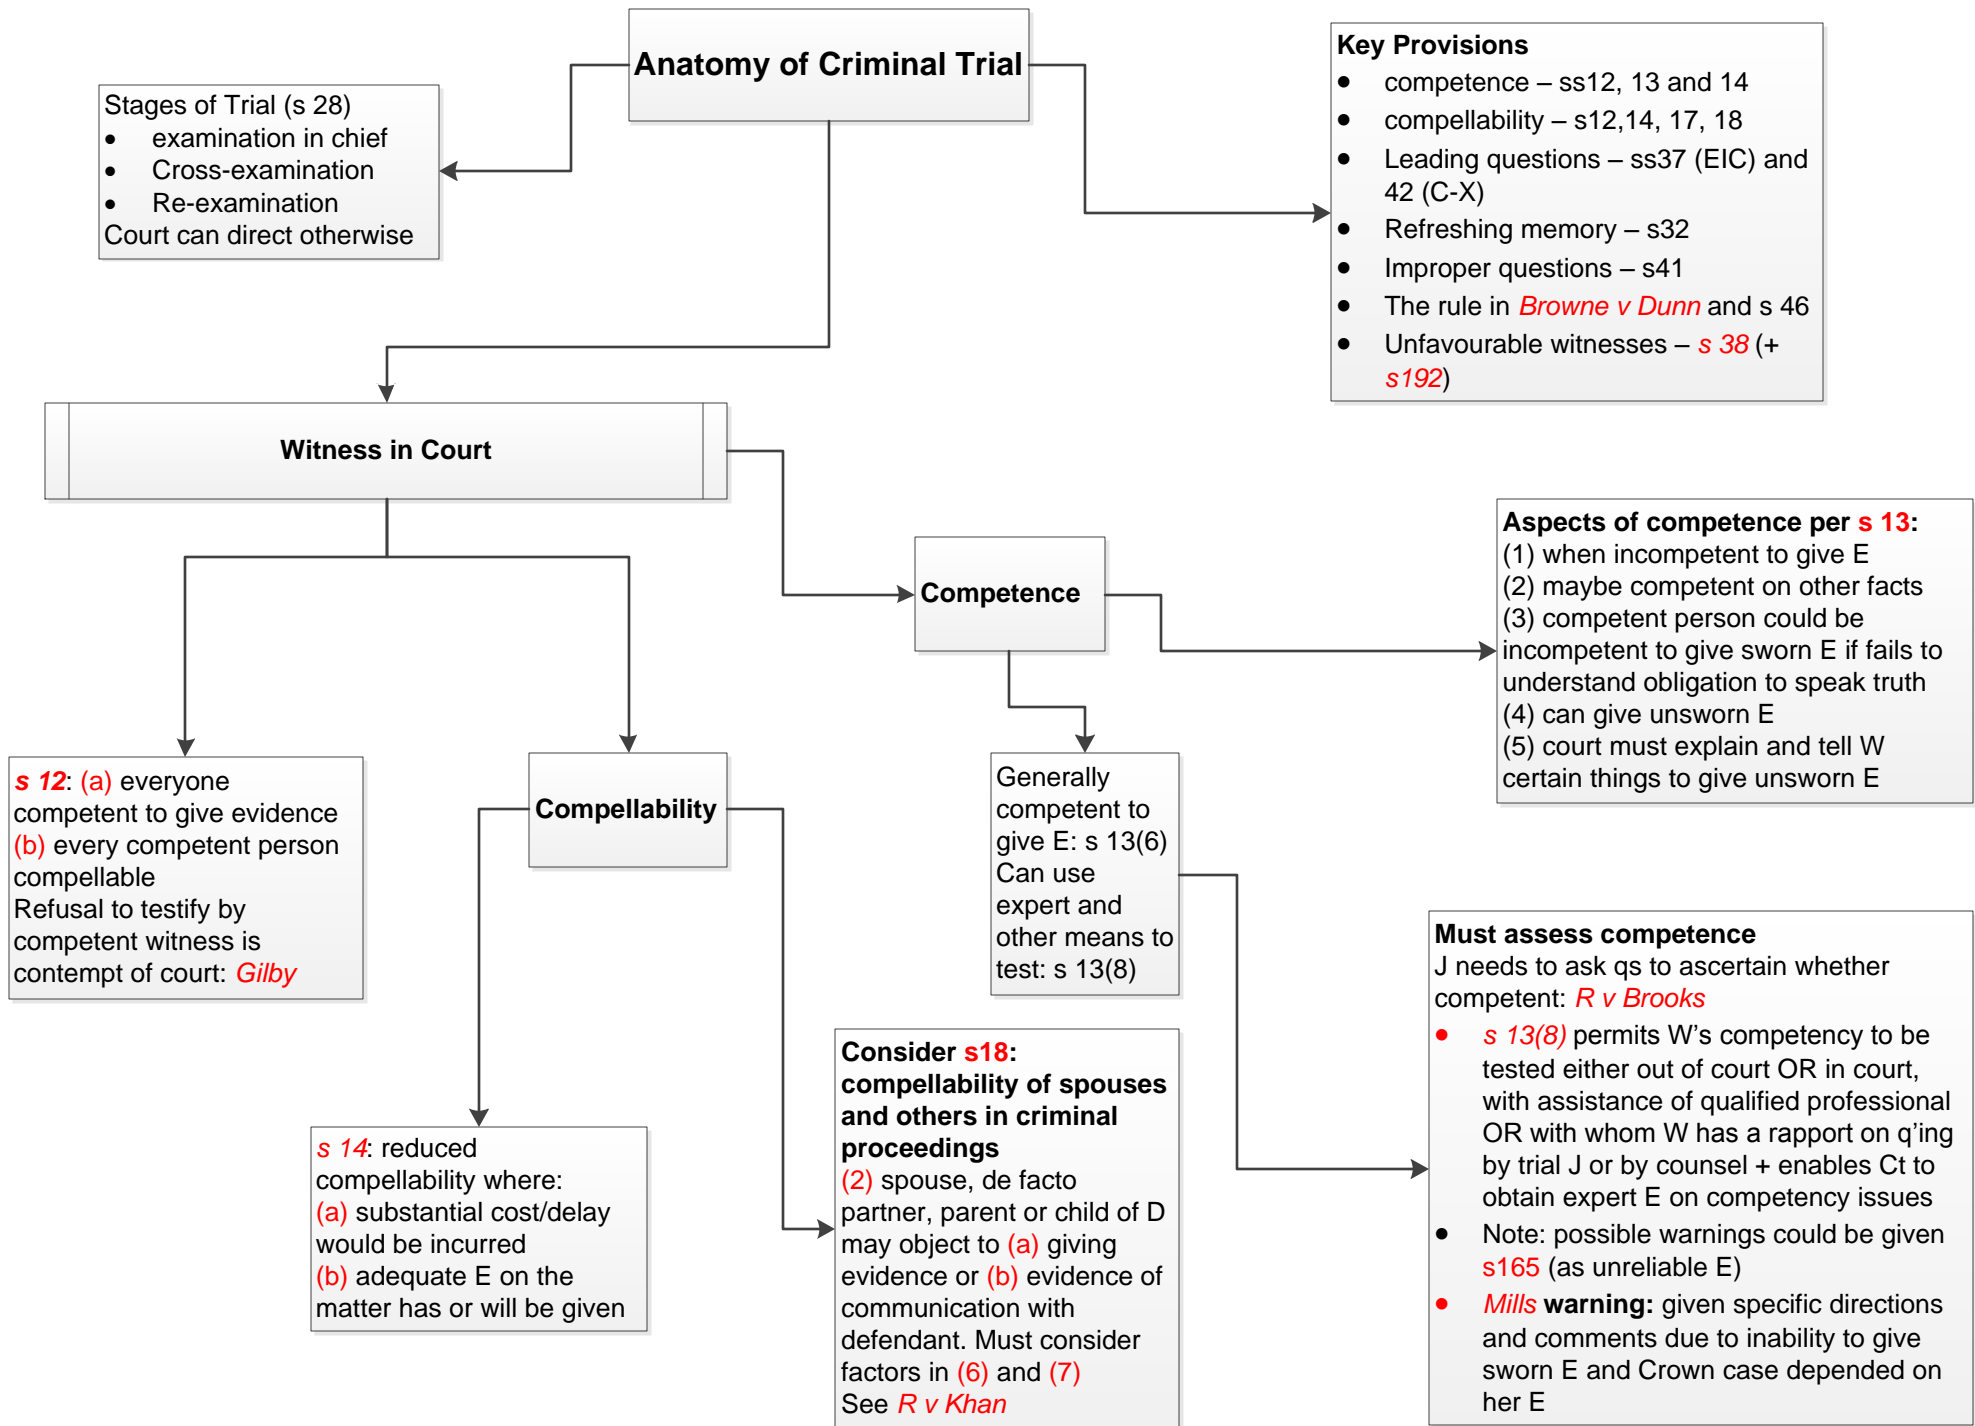 Anatomy of Criminal Trial
Stages of Trial (s 28)
• examination in chief
• Cross-examination
• Re-examination
Court can direct otherwise
Key Provisions
• competence – ss12, 13 and 14
• compellability – s12,14, 17, 18
• Leading questions – ss37 (EIC) and
42 (C-X)
• Refreshing memory – s32
• Improper questions – s41
• The rule in Browne v Dunn and s 46
• Unfavourable witnesses – s 38 (+
s192)
Witness in Court
Competence
Aspects of competence per s 13:
(1) when incompetent to give E
(2) maybe competent on other facts
(3) competent person could be
incompetent to give sworn E if fails to
understand obligation to speak truth
(4) can give unsworn E
(5) court must explain and tell W
certain things to give unsworn E
s 12: (a) everyone
competent to give evidence
(b) every competent person
compellable
Refusal to testify by
competent witness is
contempt of court: Gilby
Compellability
Generally
competent to
give E: s 13(6)
Can use
expert and
other means to
test: s 13(8)
Must assess competence
J needs to ask qs to ascertain whether
competent: R v Brooks
• s 13(8) permits W's competency to be
tested either out of court OR in court,
with assistance of qualified professional
OR with whom W has a rapport on q'ing
by trial J or by counsel + enables Ct to
obtain expert E on competency issues
• Note: possible warnings could be given
s165 (as unreliable E)
• Mills warning: given specific directions
and comments due to inability to give
sworn E and Crown case depended on
her E
s 14: reduced
compellability where:
(a) substantial cost/delay
would be incurred
(b) adequate E on the
matter has or will be given
Consider s18:
compellability of spouses
and others in criminal
proceedings
(2) spouse, de facto
partner, parent or child of D
may object to (a) giving
evidence or (b) evidence of
communication with
defendant. Must consider
factors in (6) and (7)
See R v Khan